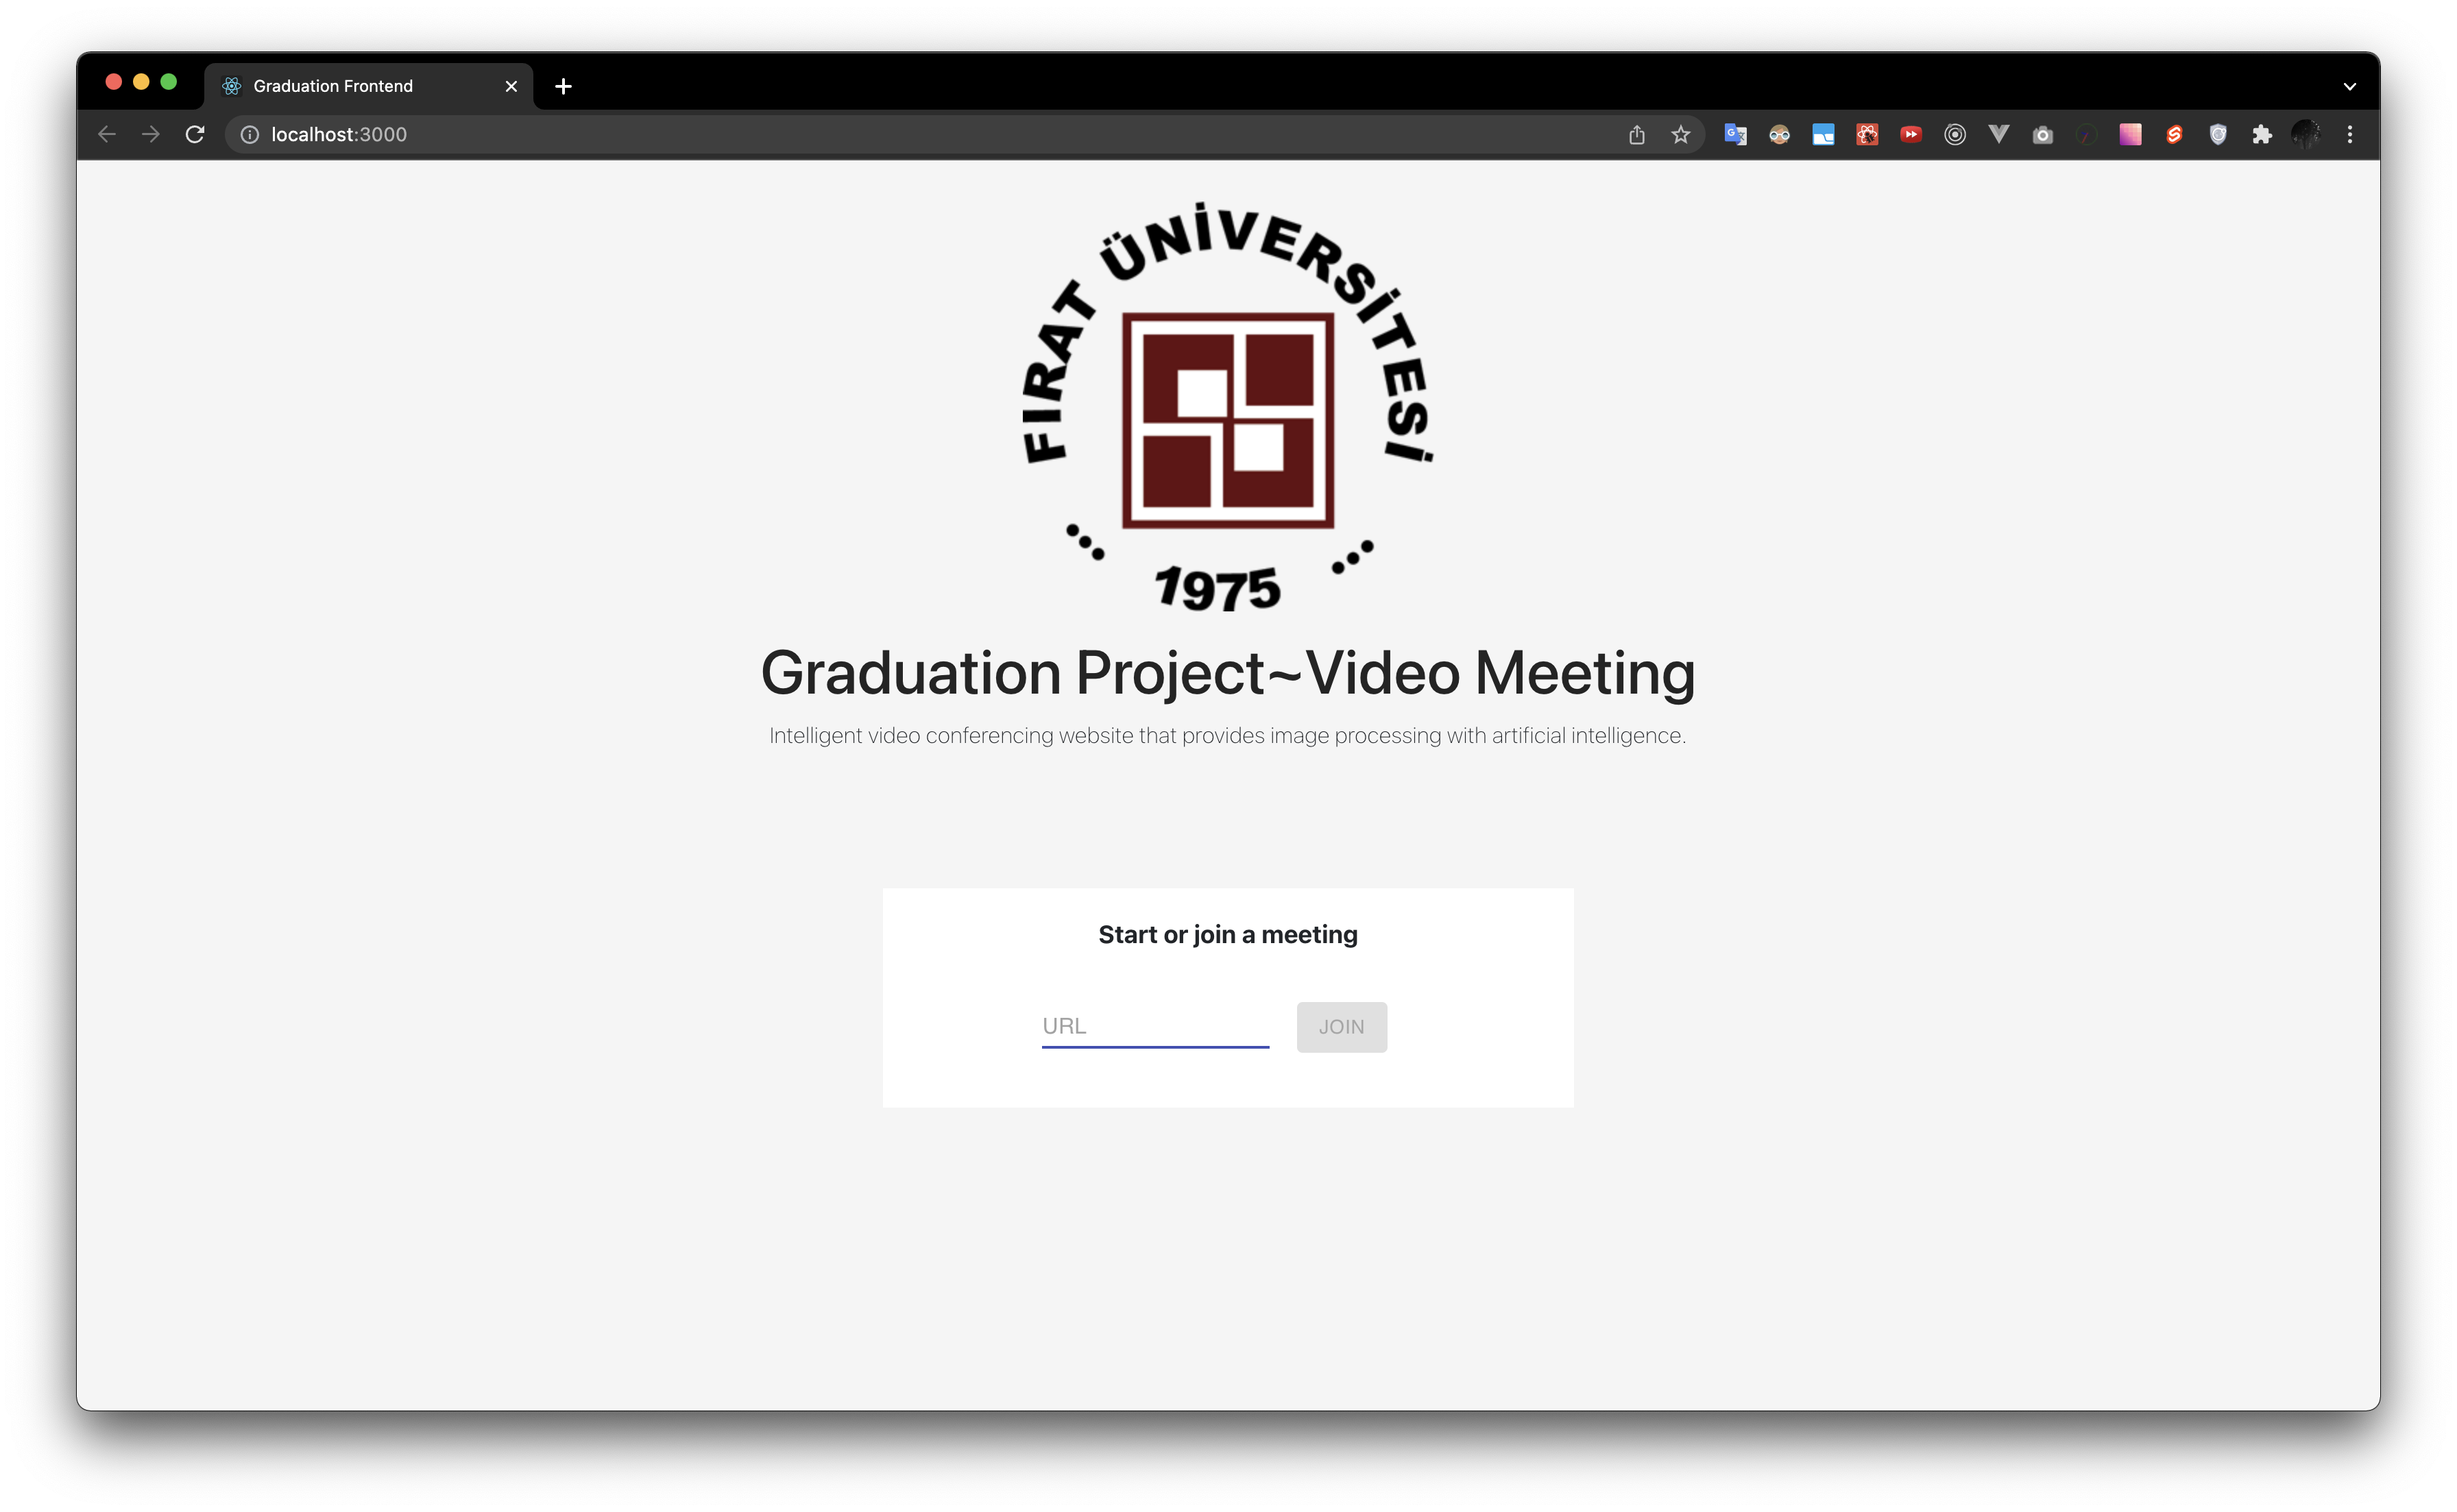 Graduation Frontend
localhost:3000
FIRAT ÜNİVERSİTESİ
1975
Graduation Project~Video Meeting
Intelligent video conferencing website that provides image processing with artificial intelligence.
Start or join a meeting
URL
JOIN